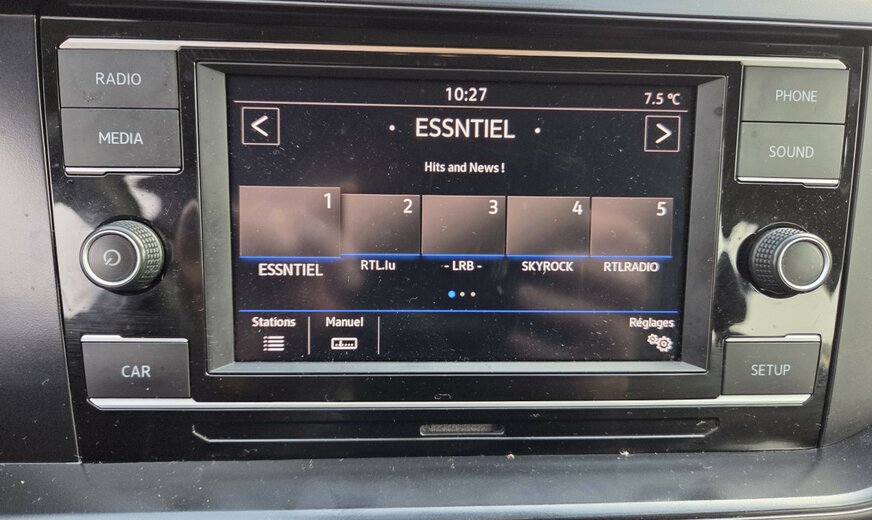 RADIO
MEDIA
CAR
10:27
7.5 °C
<
• ESSNTIEL •
>
Hits and News !
1
ESSNTIEL
2
RTL.lu
3
- LRB -
4
SKYROCK
5
RTLRADIO
Stations
Manuel
Réglages
PHONE
SOUND
SETUP